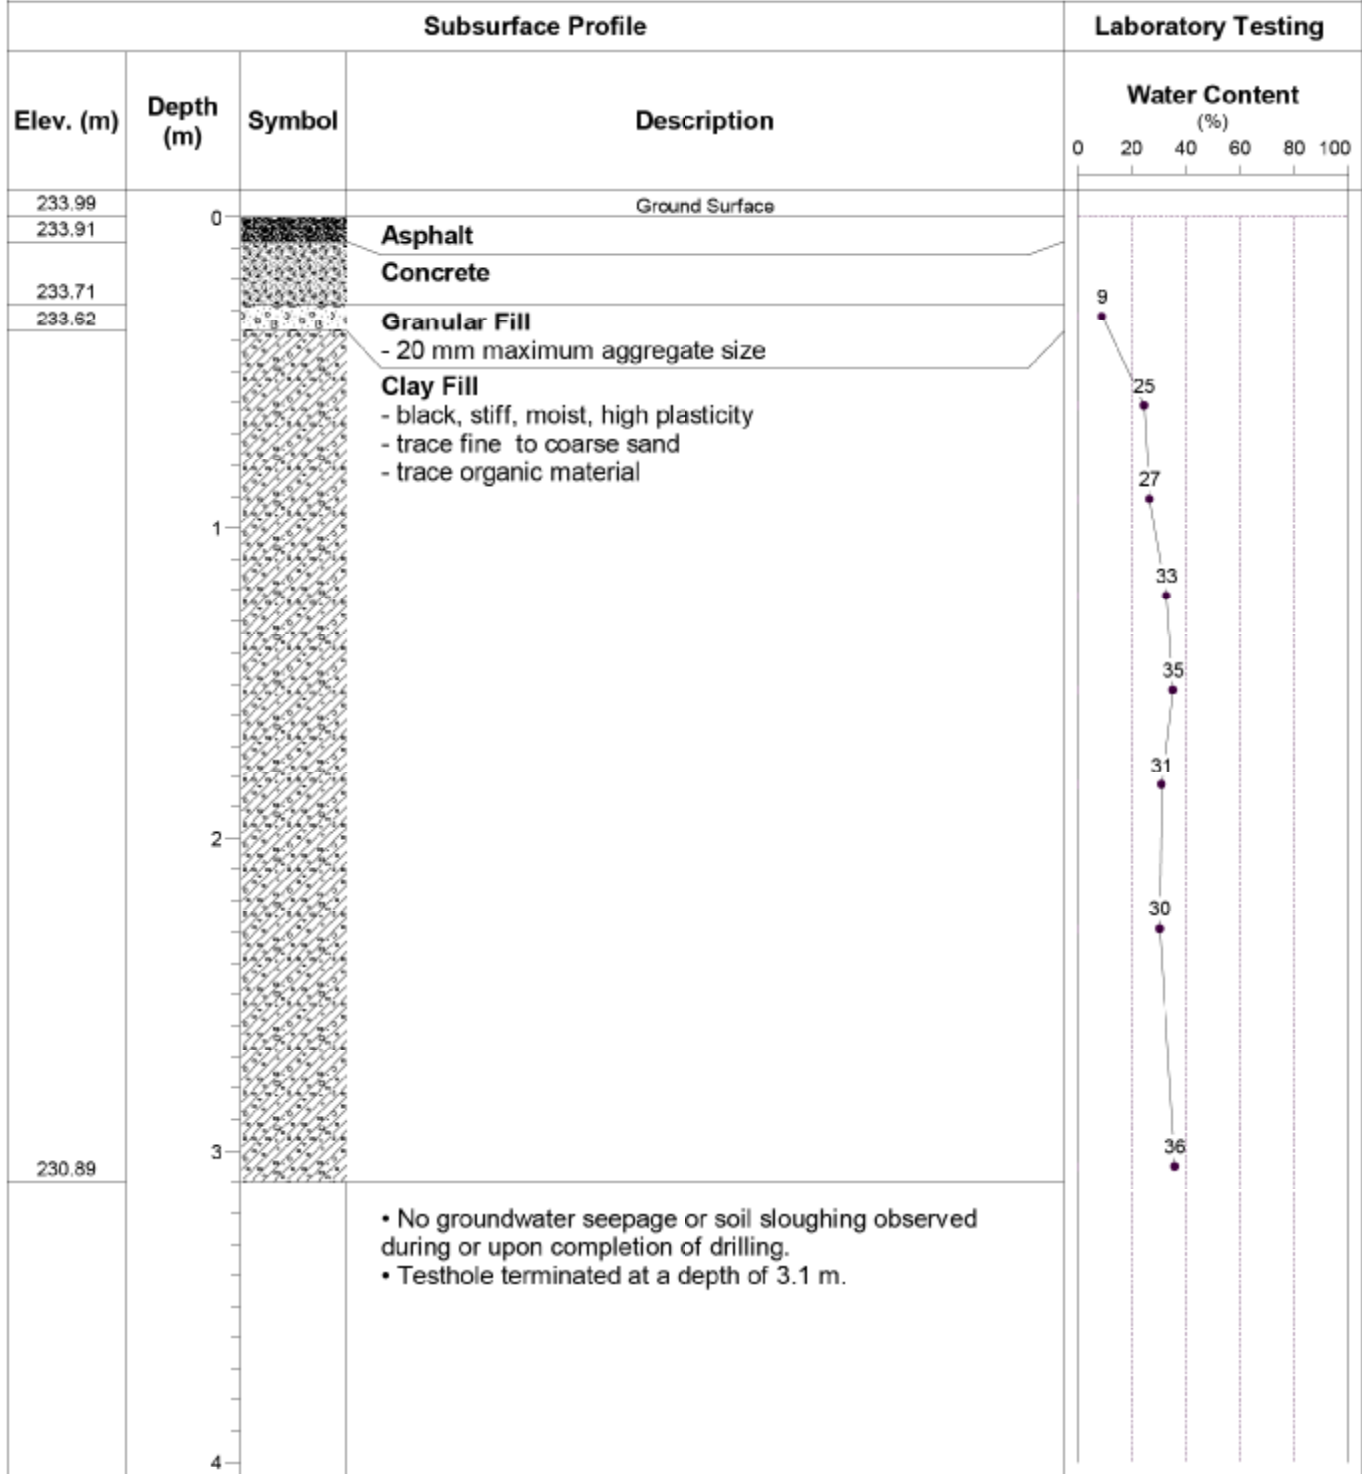 Subsurface Profile
Laboratory Testing
Elev. (m)
Depth
(m)
Symbol
Description
Water Content
(%)
0 20 40 60 80 100
233.99
Ground Surface
0
233.91
Asphalt
Concrete
233.71
9
233.62
Granular Fill
- 20 mm maximum aggregate size
Clay Fill
25
- black, stiff, moist, high plasticity
- trace fine  to coarse sand
- trace organic material
27
1
33
35
31
2
30
3
36
230.89
• No groundwater seepage or soil sloughing observed
during or upon completion of drilling.
• Testhole terminated at a depth of 3.1 m.
4